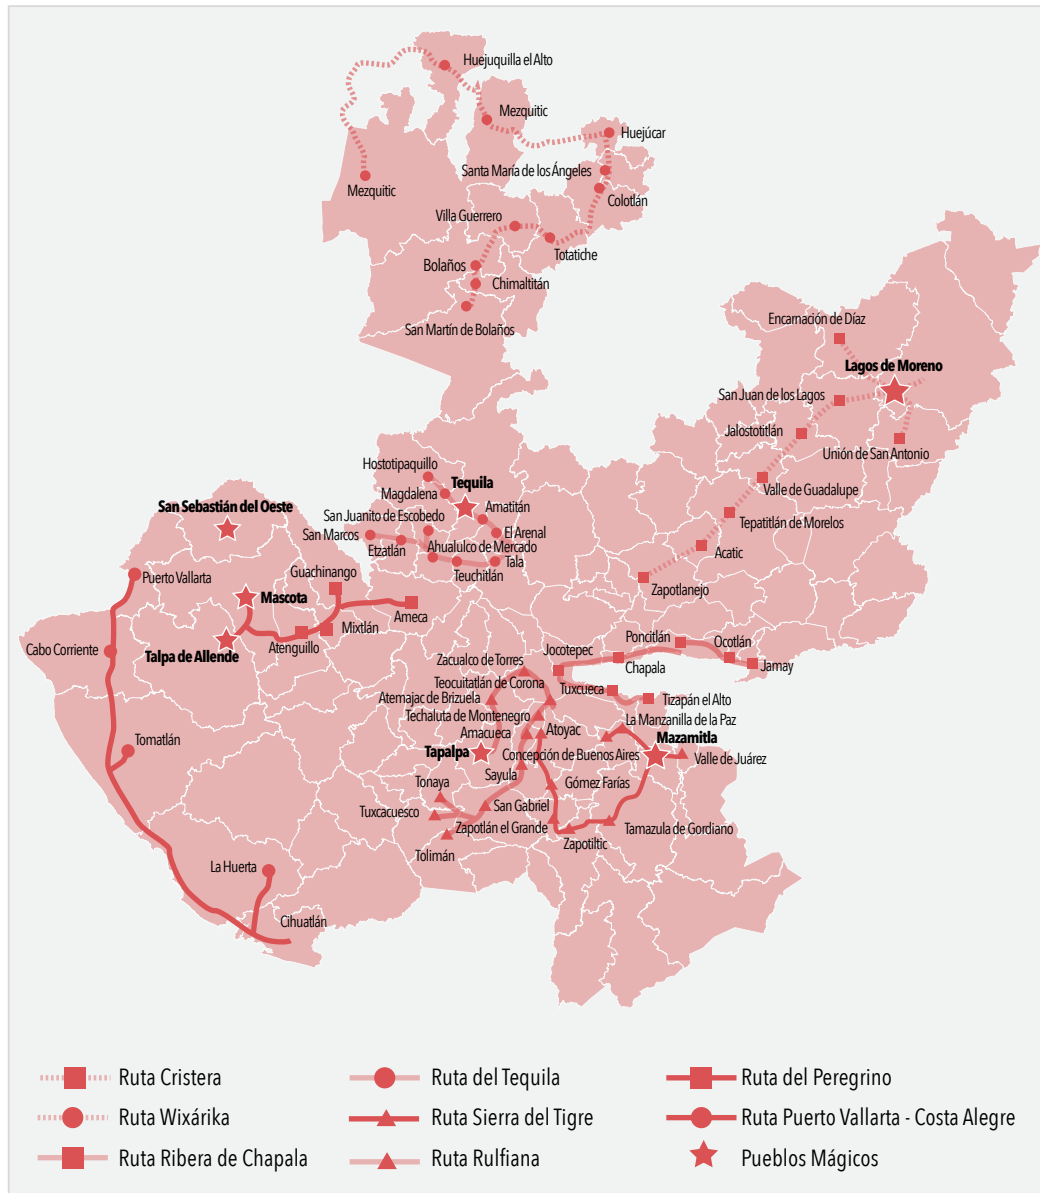 Huejuquilla el Alto
Mezquitic
Huejúcar
Santa María de los Ángeles
Mezquitic
Colotlán
Villa Guerrero
Totatiche
Bolaños
Chimaltitán
San Martín de Bolaños
Encarnación de Díaz
Lagos de Moreno
San Juan de los Lagos
Jalostotitlán
Unión de San Antonio
Valle de Guadalupe
Tepatitlán de Morelos
Acatic
Zapotlanejo
Hostotipaquillo
Tequila
Magdalena
Amatitán
San Juanito de Escobedo
San Marcos
El Arenal
Etzatlán
Ahualulco de Mercado
Tala
Teuchitlán
San Sebastián del Oeste
Puerto Vallarta
Guachinango
Mascota
Ameca
Mixtlán
Atenguillo
Talpa de Allende
Cabo Corriente
Tomatlán
La Huerta
Cihuatlán
Poncitlán
Ocotlán
Jocotepec
Chapala
Jamay
Zacualco de Torres
Teocuitatlán de Corona
Tuxcueca
Tizapán el Alto
Atemajac de Brizuela
Techaluta de Montenegro
La Manzanilla de la Paz
Amacueca
Atoyac
Mazamitla
Tapalpa
Concepción de Buenos Aires
Valle de Juárez
Sayula
Tonaya
Gómez Farías
San Gabriel
Tuxcacuesco
Zapotlán el Grande
Tamazula de Gordiano
Zapotiltic
Tolimán
Ruta Cristera
Ruta del Tequila
Ruta del Peregrino
Ruta Wixárika
Ruta Sierra del Tigre
Ruta Puerto Vallarta - Costa Alegre
Ruta Ribera de Chapala
Ruta Rulfiana
Pueblos Mágicos